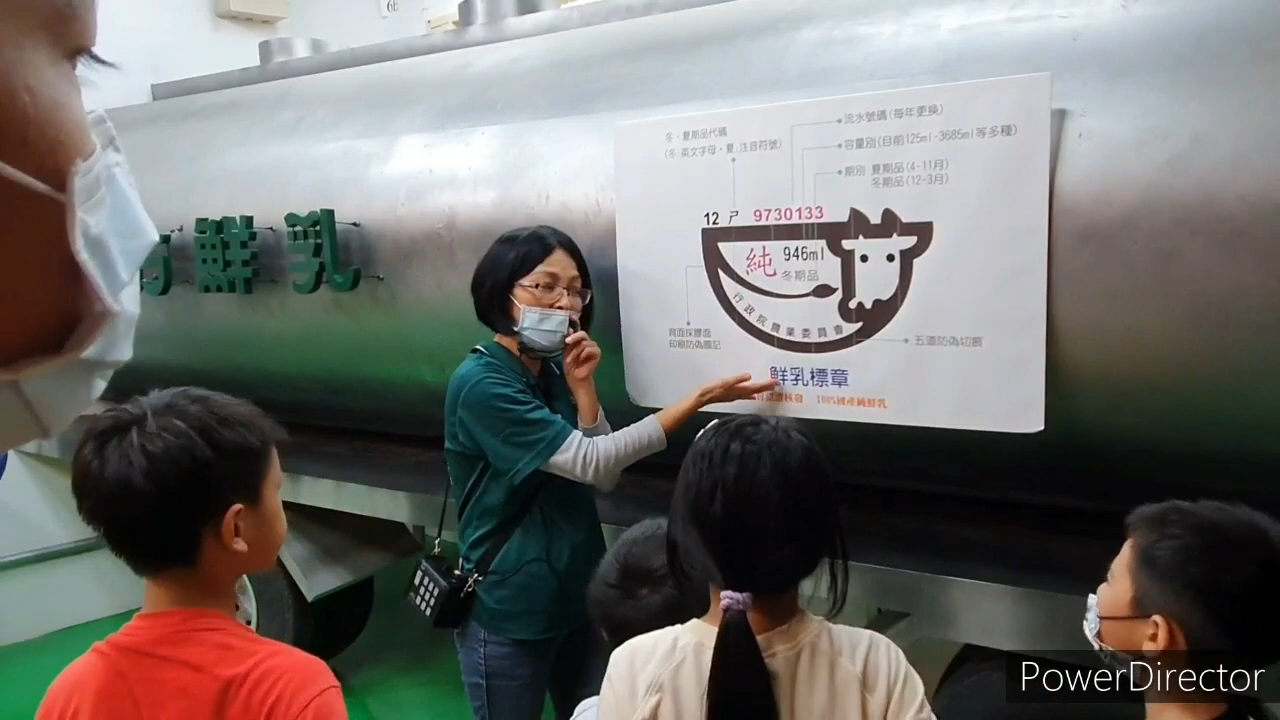 鮮乳
冬、夏期品代碼
(冬:英文字母,夏:注音符號)
流水號碼(每年更換)
容量別(目前125ml-3685ml等多種)
期別 夏期品(4-11月)
冬期品(12-3月)
12 ㄕ 9730133
純 946ml
冬期品
行政院農業委員會
背面採膠面
印刷防偽圖記
五道防偽切割
鮮乳標章
核發 100%國產純鮮乳
PowerDirector